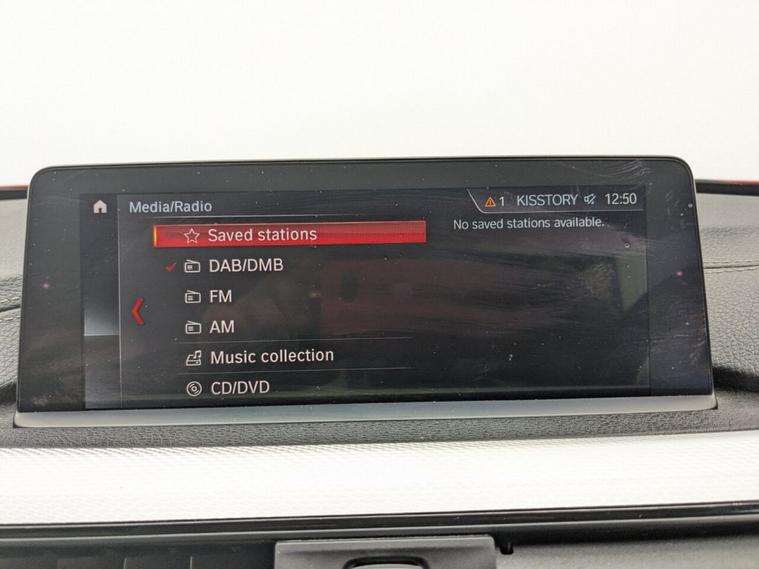 Media/Radio
1 KISSTORY 12:50
Saved stations
No saved stations available.
DAB/DMB
FM
AM
Music collection
CD/DVD